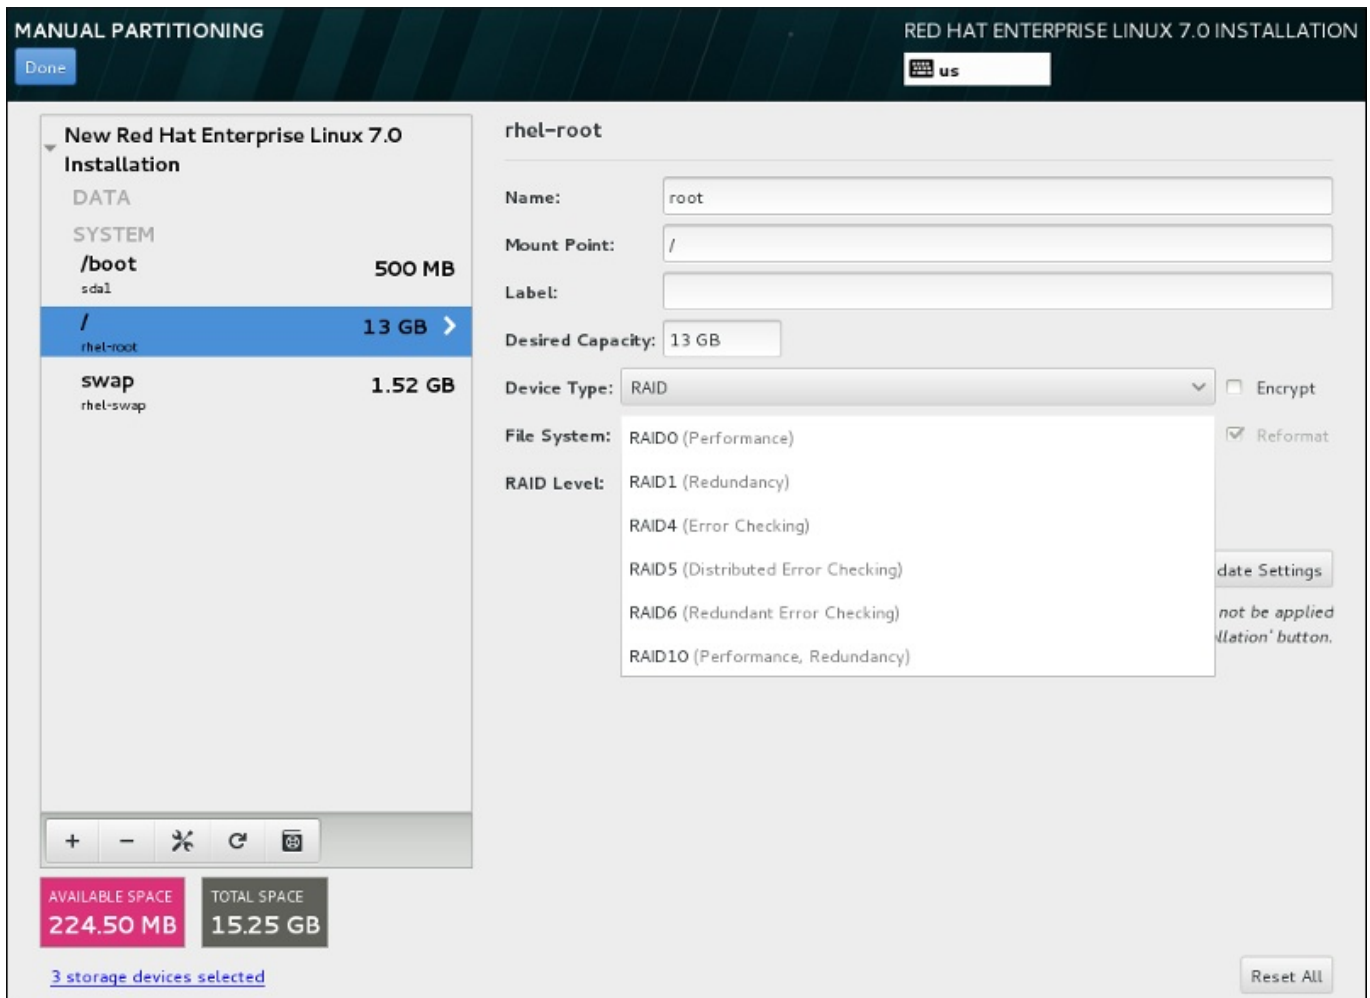 MANUAL PARTITIONING
RED HAT ENTERPRISE LINUX 7.0 INSTALLATION
Done
us
New Red Hat Enterprise Linux 7.0
Installation
DATA
SYSTEM
/boot
500 MB
sda1
/
13 GB
rhel-root
swap
1.52 GB
rhel-swap
+ -
AVAILABLE SPACE
224.50 MB
TOTAL SPACE
15.25 GB
3 storage devices selected
rhel-root
Name:
root
Mount Point:
/
Label:
Desired Capacity:
13 GB
Device Type:
RAID
Encrypt
File System:
Reformat
RAID Level:
RAID0 (Performance)
RAID1 (Redundancy)
RAID4 (Error Checking)
RAID5 (Distributed Error Checking)
RAID6 (Redundant Error Checking)
RAID10 (Performance, Redundancy)
date Settings
not be applied
llation' button.
Reset All